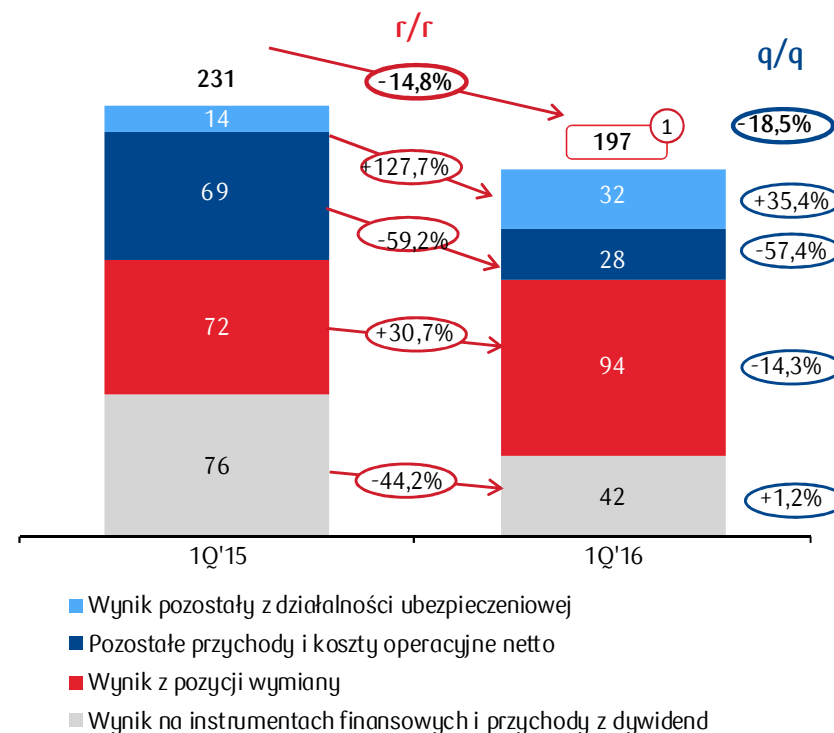 r/r
q/q
231
-14,8%
197
1
-18,5%
14
+127,7%
32
+35,4%
69
-59,2%
28
-57,4%
72
+30,7%
94
-14,3%
76
-44,2%
42
+1,2%
1Q'15
1Q'16
Wynik pozostały z działalności ubezpieczeniowej
Pozostałe przychody i koszty operacyjne netto
Wynik z pozycji wymiany
Wynik na instrumentach finansowych i przychody z dywidend